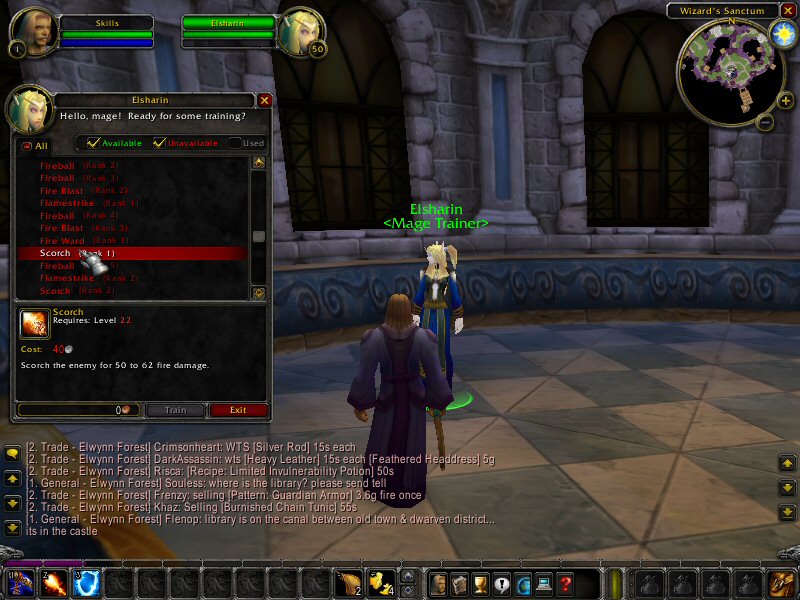 Skills
1
Elsharin
50
Wizard's Sanctum
N
Elsharin
Hello, mage! Ready for some training?
All
Available
Unavailable
Used
Fireball (Rank 2)
Fireball (Rank 3)
Fire Blast (Rank 2)
Flamestrike (Rank 1)
Fireball (Rank 4)
Fire Blast (Rank 3)
Fire Ward (Rank 1)
Scorch (Rank 1)
Fireball
Flamestrike (Rank 2)
Scorch (Rank 2)
Scorch
Requires: Level 22
Cost: 40
Scorch the enemy for 50 to 62 fire damage.
0
Train
Exit
Elsharin
<Mage Trainer>
[2. Trade - Elwynn Forest] Crimsonheart: WTS [Silver Rod] 15s each
[2. Trade - Elwynn Forest] DarkAssassin: wts [Heavy Leather] 15s each [Feathered Headdress] 5g
[2. Trade - Elwynn Forest] Risca: [Recipe: Limited Invulnerability Potion] 50s
[1. General - Elwynn Forest] Souless: where is the library? please send tell
[2. Trade - Elwynn Forest] Frenzy: selling [Pattern: Guardian Armor] 3.6g fire once
[2. Trade - Elwynn Forest] Khaz: Selling [Burnished Chain Tunic] 55s
[1. General - Elwynn Forest] Flenop: library is on the canal between old town & dwarven district...
its in the castle
1
2
3
2
4